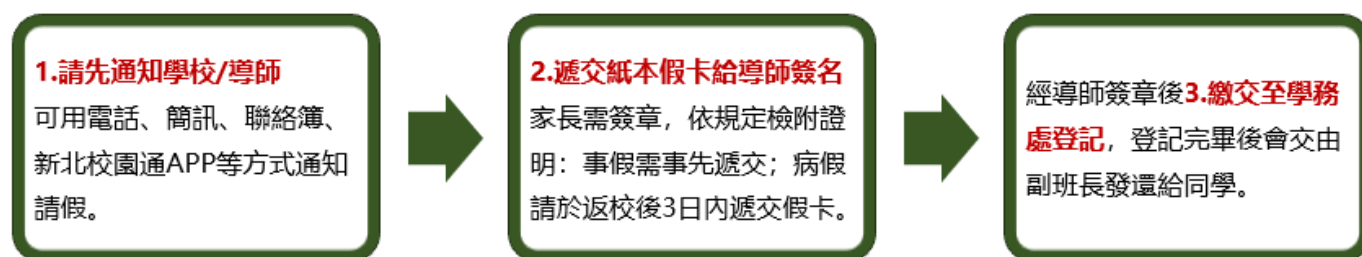 1.請先通知學校/導師
可用電話、簡訊、聯絡簿、
新北校園通APP等方式通知
請假。
2.遞交紙本假卡給導師簽名
家長需簽章，依規定檢附證
明：事假需事先遞交；病假
請於返校後3日內遞交假卡。
經導師簽章後3.繳交至學務
處登記，登記完畢後會交由
副班長發還給同學。